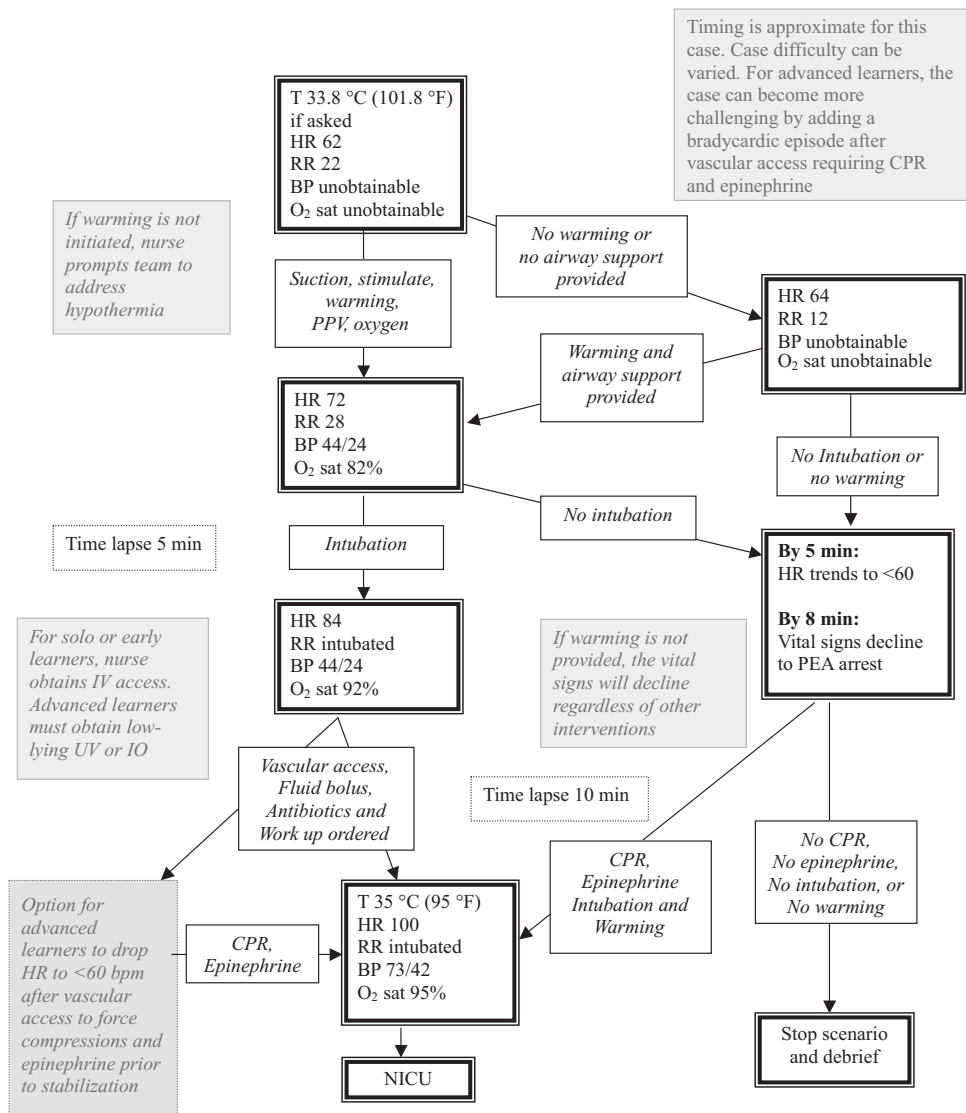 Timing is approximate for this
case. Case difficulty can be
varied. For advanced learners, the
case can become more
challenging by adding a
bradycardic episode after
vascular access requiring CPR
and epinephrine
T 33.8 °C (101.8 °F)
if asked
HR 62
RR 22
BP unobtainable
O₂ sat unobtainable
If warming is not
initiated, nurse
prompts team to
address
hypothermia
No warming or
no airway support
provided
Suction, stimulate,
warming,
PPV, oxygen
HR 64
RR 12
BP unobtainable
O₂ sat unobtainable
Warming and
airway support
provided
HR 72
RR 28
BP 44/24
O₂ sat 82%
No Intubation or
no warming
No intubation
Time lapse 5 min
Intubation
By 5 min:
HR trends to <60
By 8 min:
Vital signs decline
to PEA arrest
HR 84
RR intubated
BP 44/24
O₂ sat 92%
For solo or early
learners, nurse
obtains IV access.
Advanced learners
must obtain low-
lying UV or IO
If warming is not
provided, the vital
signs will decline
regardless of other
interventions
Vascular access,
Fluid bolus,
Antibiotics and
Work up ordered
Time lapse 10 min
CPR,
Epinephrine
Intubation and
Warming
No CPR,
No epinephrine,
No intubation, or
No warming
Option for
advanced
learners to drop
HR to <60 bpm
after vascular
access to force
compressions and
epinephrine prior
to stabilization
CPR,
Epinephrine
T 35 °C (95 °F)
HR 100
RR intubated
BP 73/42
O₂ sat 95%
Stop scenario
and debrief
NICU